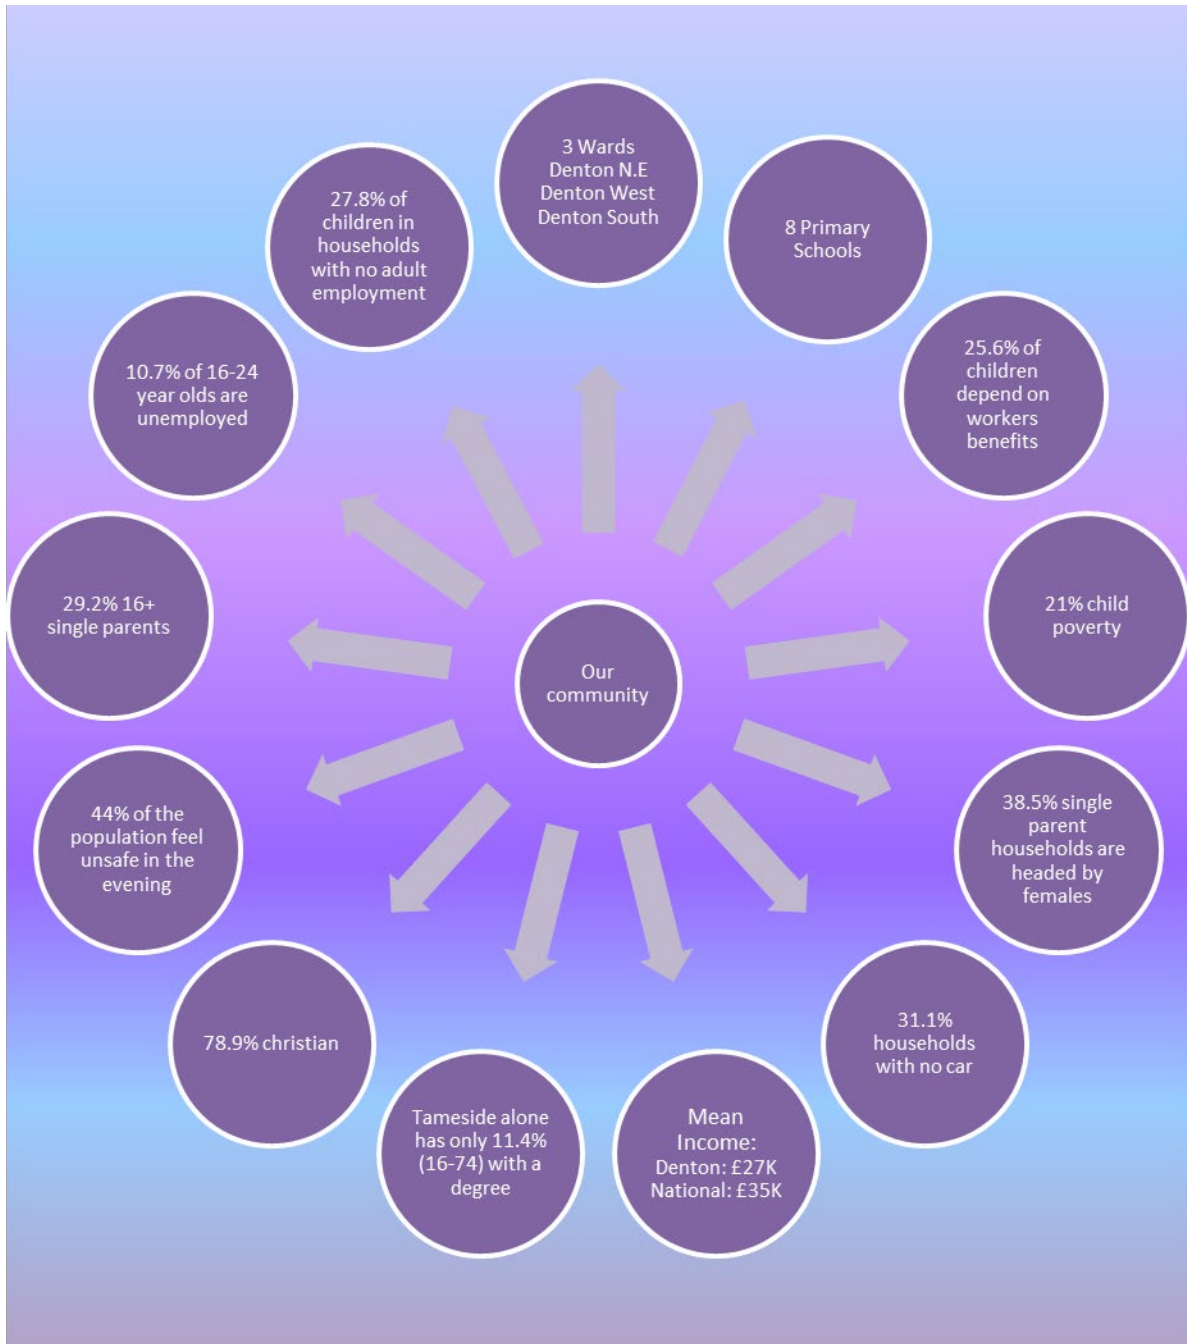 3 Wards
Denton N.E
Denton West
Denton South
8 Primary
Schools
25.6% of
children
depend on
workers
benefits
21% child
poverty
38.5% single
parent
households are
headed by
females
31.1%
households
with no car
Mean
Income:
Denton: £27K
National: £35K
Tameside alone
has only 11.4%
(16-74) with a
degree
78.9% christian
44% of the
population feel
unsafe in the
evening
29.2% 16+
single parents
10.7% of 16-24
year olds are
unemployed
27.8% of
children in
households
with no adult
employment
Our
community